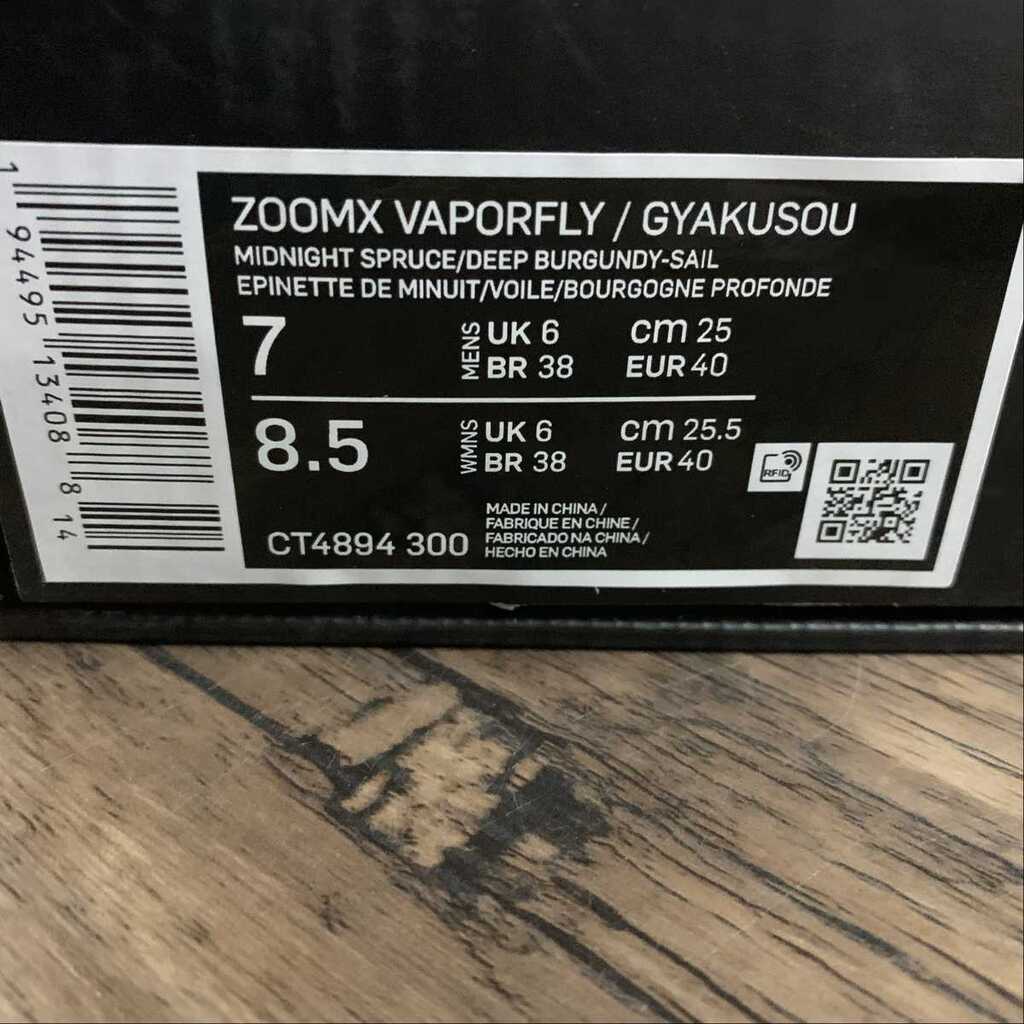 ZOOMX VAPORFLY / GYAKUSOU
MIDNIGHT SPRUCE/DEEP BURGUNDY-SAIL
EPINETTE DE MINUIT/VOILE/BOURGOGNE PROFONDE
7 MENS UK 6 cm 25
BR 38 EUR 40
8.5 WMNS UK 6 cm 25.5
BR 38 EUR 40
RFID
MADE IN CHINA /
FABRIQUE EN CHINE /
FABRICADO NA CHINA /
HECHO EN CHINA
CT4894 300
1 94495 13408 8 14